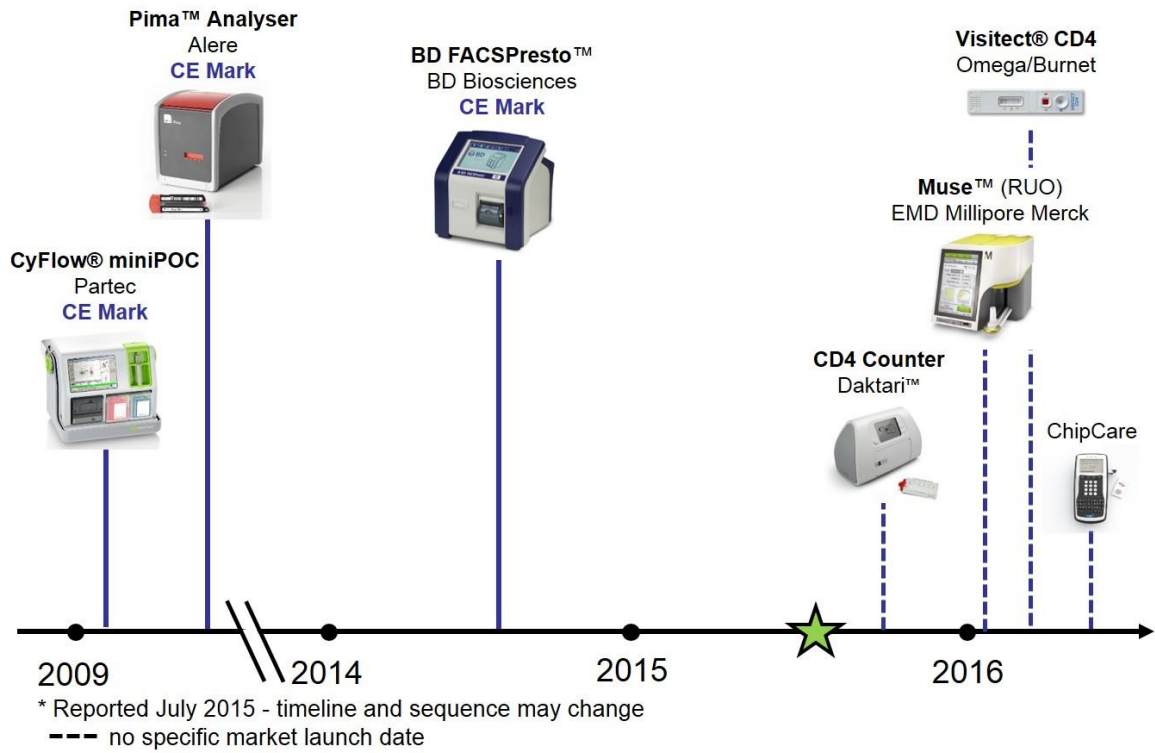 Pima™ Analyser
Alere
CE Mark
BD FACSPresto™
BD Biosciences
CE Mark
Visitect® CD4
Omega/Burnet
Muse™ (RUO)
EMD Millipore Merck
CyFlow® miniPOC
Partec
CE Mark
CD4 Counter
Daktari™
ChipCare
2009
2014
2015
2016
* Reported July 2015 - timeline and sequence may change
--- no specific market launch date